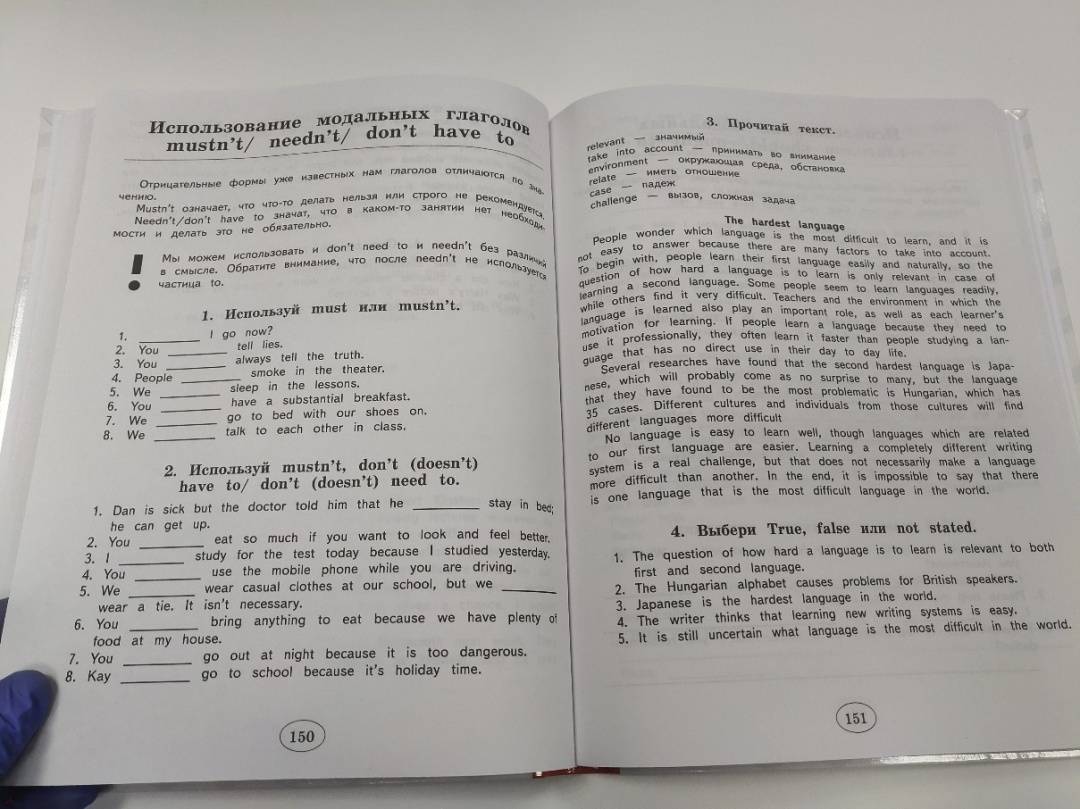 Использование модальных глаголов
mustn't/ needn't/ don't have to
Отрицательные формы уже известных нам глаголов отличаются по зна-
чению.
Mustn't означает, что что-то делать нельзя или строго не рекомендуется.
Needn't/don't have to значат, что в каком-то занятии нет необходи-
мости и делать это не обязательно.
! Мы можем использовать и don't need to и needn't без различий
в смысле. Обратите внимание, что после needn't не используется
частица to.
1. Используй must или mustn't.
1. ________ I go now?
2. You ________ tell lies.
3. You ________ always tell the truth.
4. People ________ smoke in the theater.
5. We ________ sleep in the lessons.
6. You ________ have a substantial breakfast.
7. We ________ go to bed with our shoes on.
8. We ________ talk to each other in class.
2. Используй mustn't, don't (doesn't)
have to/ don't (doesn't) need to.
1. Dan is sick but the doctor told him that he ________ stay in bed;
he can get up.
2. You ________ eat so much if you want to look and feel better.
3. I ________ study for the test today because I studied yesterday.
4. You ________ use the mobile phone while you are driving.
5. We ________ wear casual clothes at our school, but we ________
wear a tie. It isn't necessary.
6. You ________ bring anything to eat because we have plenty of
food at my house.
7. You ________ go out at night because it is too dangerous.
8. Kay ________ go to school because it's holiday time.
150
3. Прочитай текст.
relevant — значимый
take into account — принимать во внимание
environment — окружающая среда, обстановка
relate — иметь отношение
case — падеж
challenge — вызов, сложная задача
The hardest language
People wonder which language is the most difficult to learn, and it is
not easy to answer because there are many factors to take into account.
To begin with, people learn their first language easily and naturally, so the
question of how hard a language is to learn is only relevant in case of
learning a second language. Some people seem to learn languages readily,
while others find it very difficult. Teachers and the environment in which the
language is learned also play an important role, as well as each learner's
motivation for learning. If people learn a language because they need to
use it professionally, they often learn it faster than people studying a lan-
guage that has no direct use in their day to day life.
Several researches have found that the second hardest language is Japa-
nese, which will probably come as no surprise to many, but the language
that they have found to be the most problematic is Hungarian, which has
35 cases. Different cultures and individuals from those cultures will find
different languages more difficult
No language is easy to learn well, though languages which are related
to our first language are easier. Learning a completely different writing
system is a real challenge, but that does not necessarily make a language
more difficult than another. In the end, it is impossible to say that there
is one language that is the most difficult language in the world.
4. Выбери True, false или not stated.
1. The question of how hard a language is to learn is relevant to both
first and second language.
2. The Hungarian alphabet causes problems for British speakers.
3. Japanese is the hardest language in the world.
4. The writer thinks that learning new writing systems is easy.
5. It is still uncertain what language is the most difficult in the world.
151